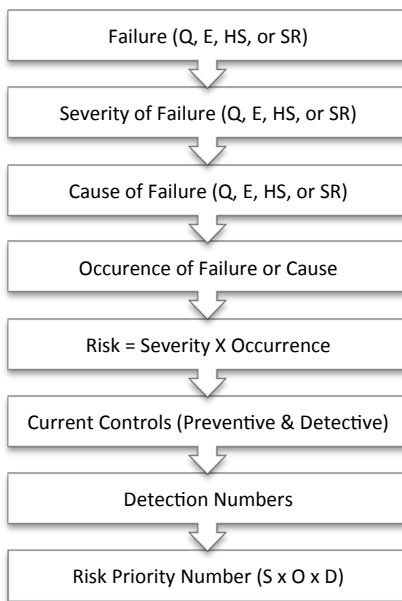 Failure (Q, E, HS, or SR)
Severity of Failure (Q, E, HS, or SR)
Cause of Failure (Q, E, HS, or SR)
Occurence of Failure or Cause
Risk = Severity X Occurrence
Current Controls (Preventive & Detective)
Detection Numbers
Risk Priority Number (S x O x D)